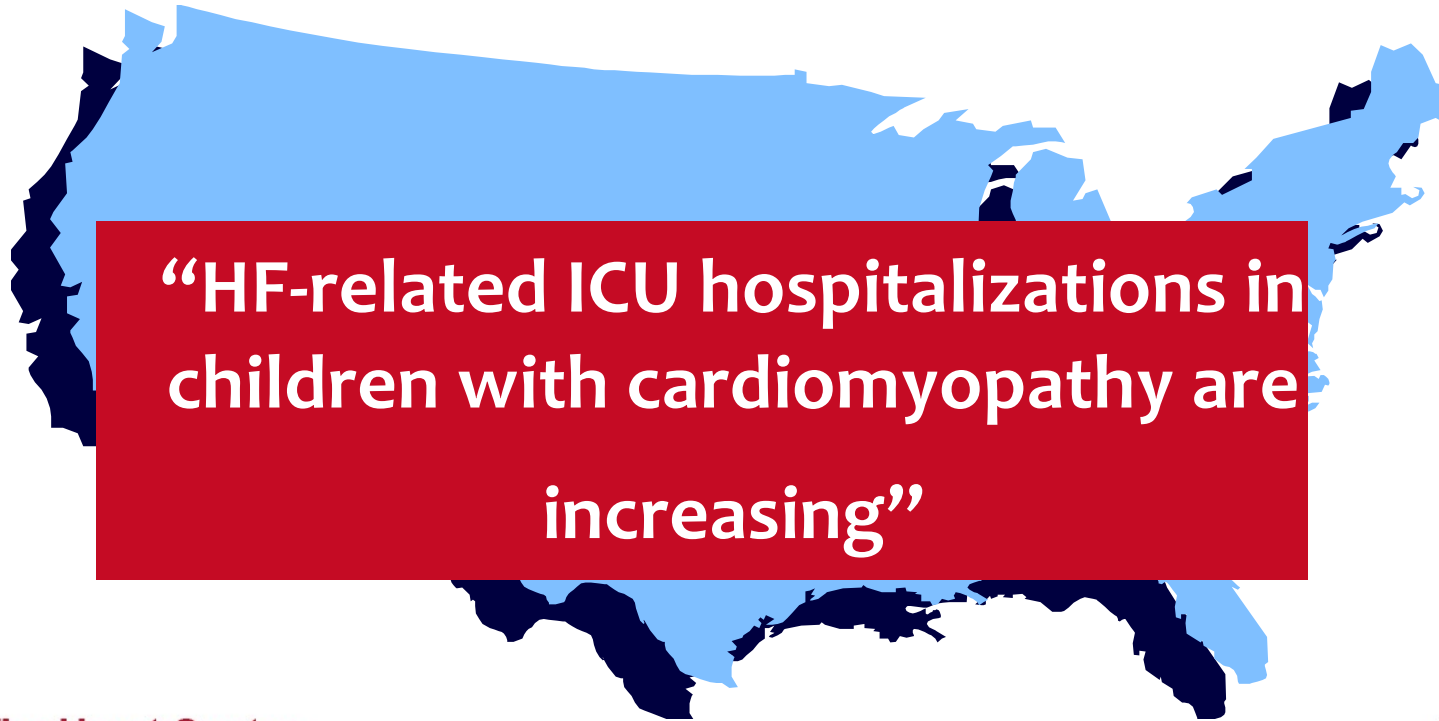 “HF-related ICU hospitalizations in
children with cardiomyopathy are
increasing”